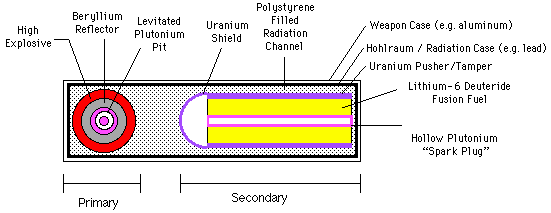 High
Explosive
Beryllium
Reflector
Levitated
Plutonium
Pit
Uranium
Shield
Polystyrene
Filled
Radiation
Channel
Weapon Case (e.g. aluminum)
Hohlraum / Radiation Case (e.g. lead)
Uranium Pusher/Tamper
Lithium-6 Deuteride
Fusion Fuel
Hollow Plutonium
“Spark Plug”
Primary
Secondary